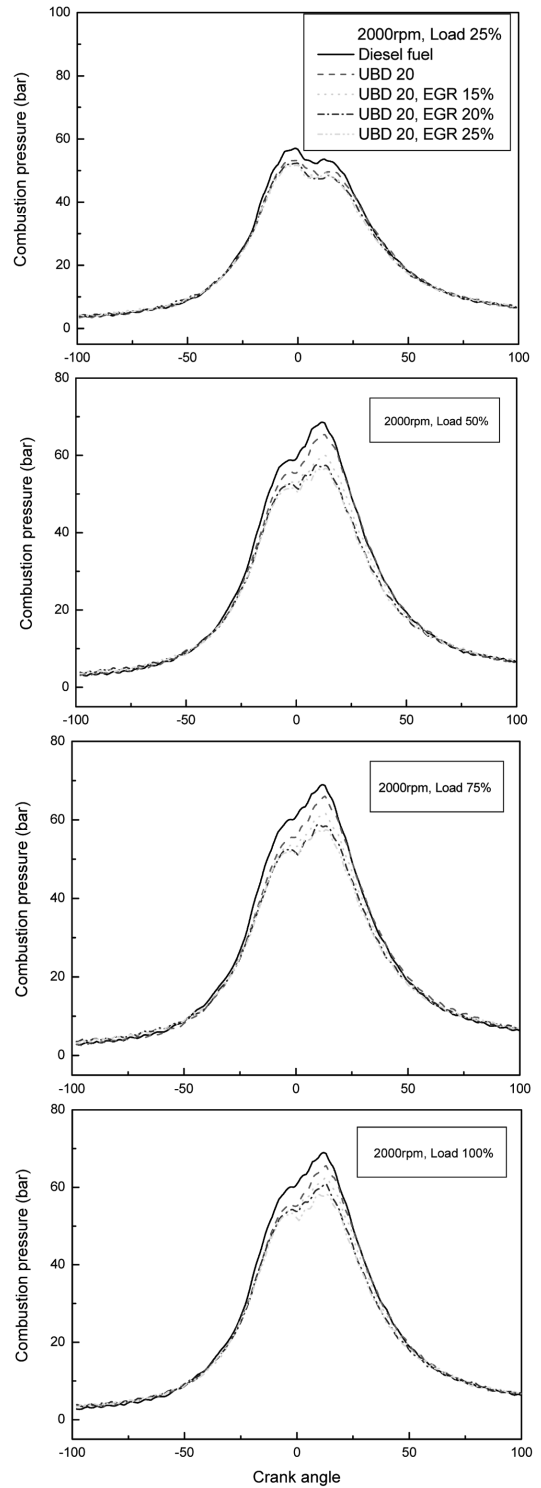 2000rpm, Load 25%
Diesel fuel
UBD 20
UBD 20, EGR 15%
UBD 20, EGR 20%
UBD 20, EGR 25%
Combustion pressure (bar)
100
80
60
40
20
0
-100 -50 0 50 100
2000rpm, Load 50%
Combustion pressure (bar)
80
60
40
20
0
-100 -50 0 50 100
2000rpm, Load 75%
Combustion pressure (bar)
80
60
40
20
0
-100 -50 0 50 100
2000rpm, Load 100%
Combustion pressure (bar)
80
60
40
20
0
-100 -50 0 50 100
Crank angle